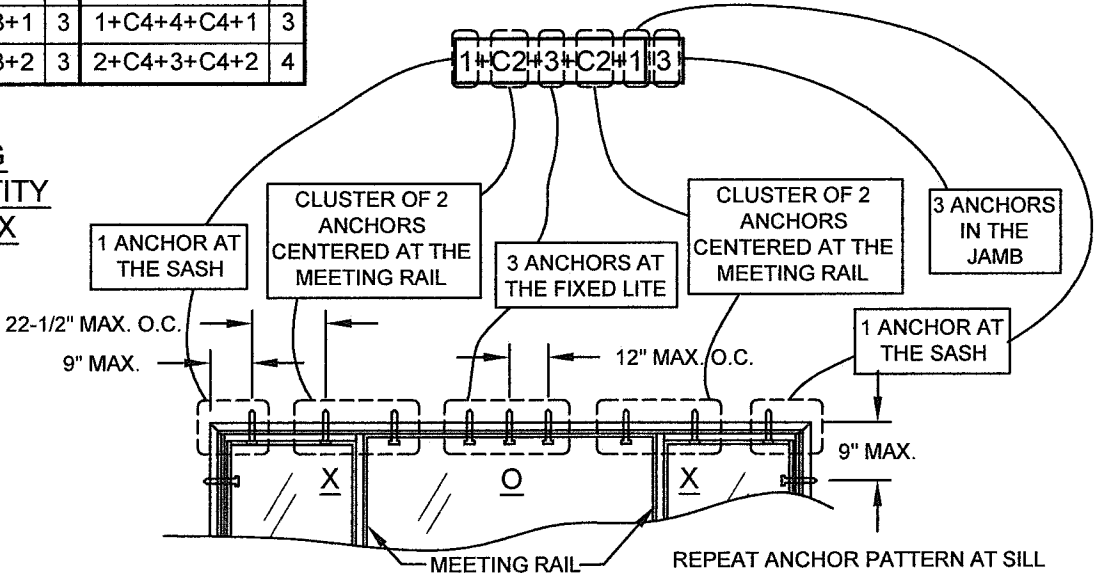 3+1 3 1+C4+4+C4+1 3
3+2 3 2+C4+3+C4+2 4
1+C2+3+C2+1 3
G
TITY
X
1 ANCHOR AT
THE SASH
CLUSTER OF 2
ANCHORS
CENTERED AT THE
MEETING RAIL
3 ANCHORS AT
THE FIXED LITE
CLUSTER OF 2
ANCHORS
CENTERED AT THE
MEETING RAIL
3 ANCHORS
IN THE
JAMB
1 ANCHOR AT
THE SASH
22-1/2" MAX. O.C.
9" MAX.
12" MAX. O.C.
9" MAX.
X
O
X
MEETING RAIL
REPEAT ANCHOR PATTERN AT SILL